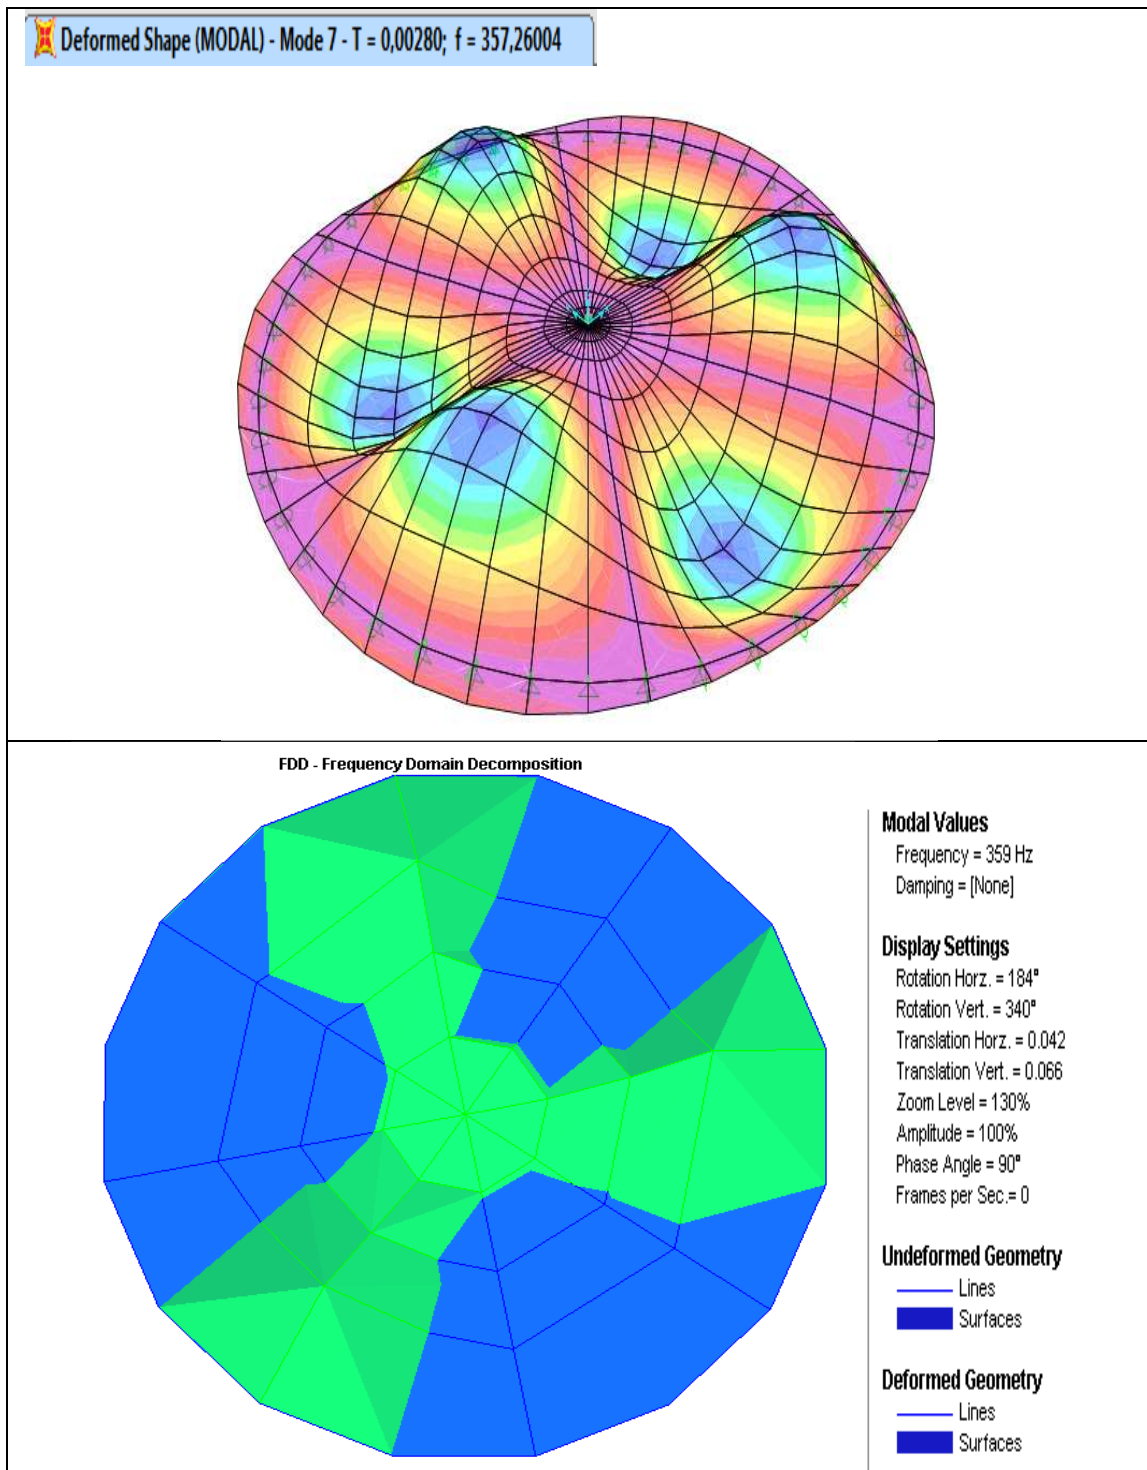 Deformed Shape (MODAL) - Mode 7 - T = 0,00280; f = 357,26004
FDD - Frequency Domain Decomposition
Modal Values
Frequency = 359 Hz
Damping = [None]
Display Settings
Rotation Horz. = 184°
Rotation Vert. = 340°
Translation Horz. = 0.042
Translation Vert. = 0.066
Zoom Level = 130%
Amplitude = 100%
Phase Angle = 90°
Frames per Sec.= 0
Undeformed Geometry
Lines
Surfaces
Deformed Geometry
Lines
Surfaces